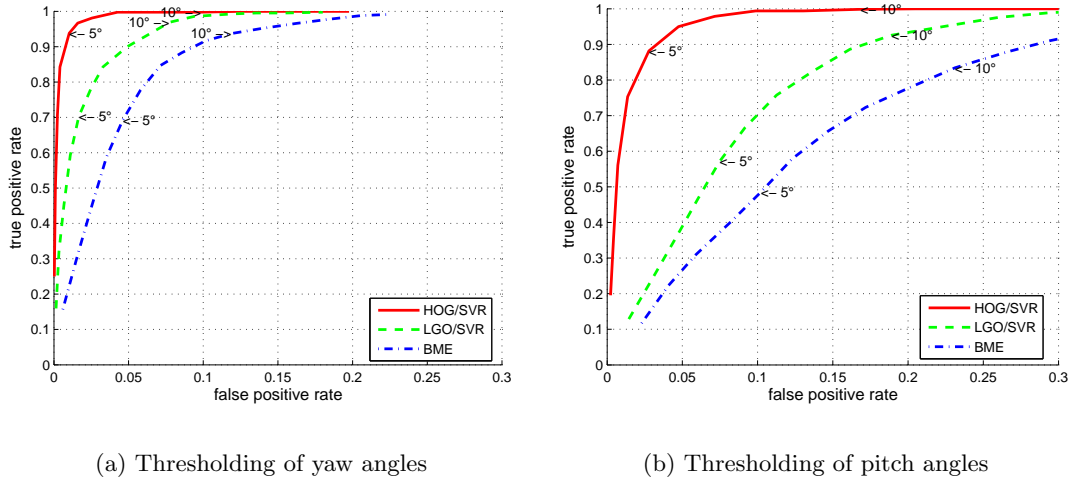 1
0.9
0.8
0.7
0.6
0.5
0.4
0.3
0.2
0.1
0
0 0.05 0.1 0.15 0.2 0.25 0.3
true positive rate
false positive rate
10° −>
10° −>
10° −>
<− 5°
<− 5°
<− 5°
HOG/SVR
LGO/SVR
BME
(a) Thresholding of yaw angles
1
0.9
0.8
0.7
0.6
0.5
0.4
0.3
0.2
0.1
0
0 0.05 0.1 0.15 0.2 0.25 0.3
true positive rate
false positive rate
<− 10°
<− 10°
<− 10°
<− 5°
<− 5°
<− 5°
HOG/SVR
LGO/SVR
BME
(b) Thresholding of pitch angles